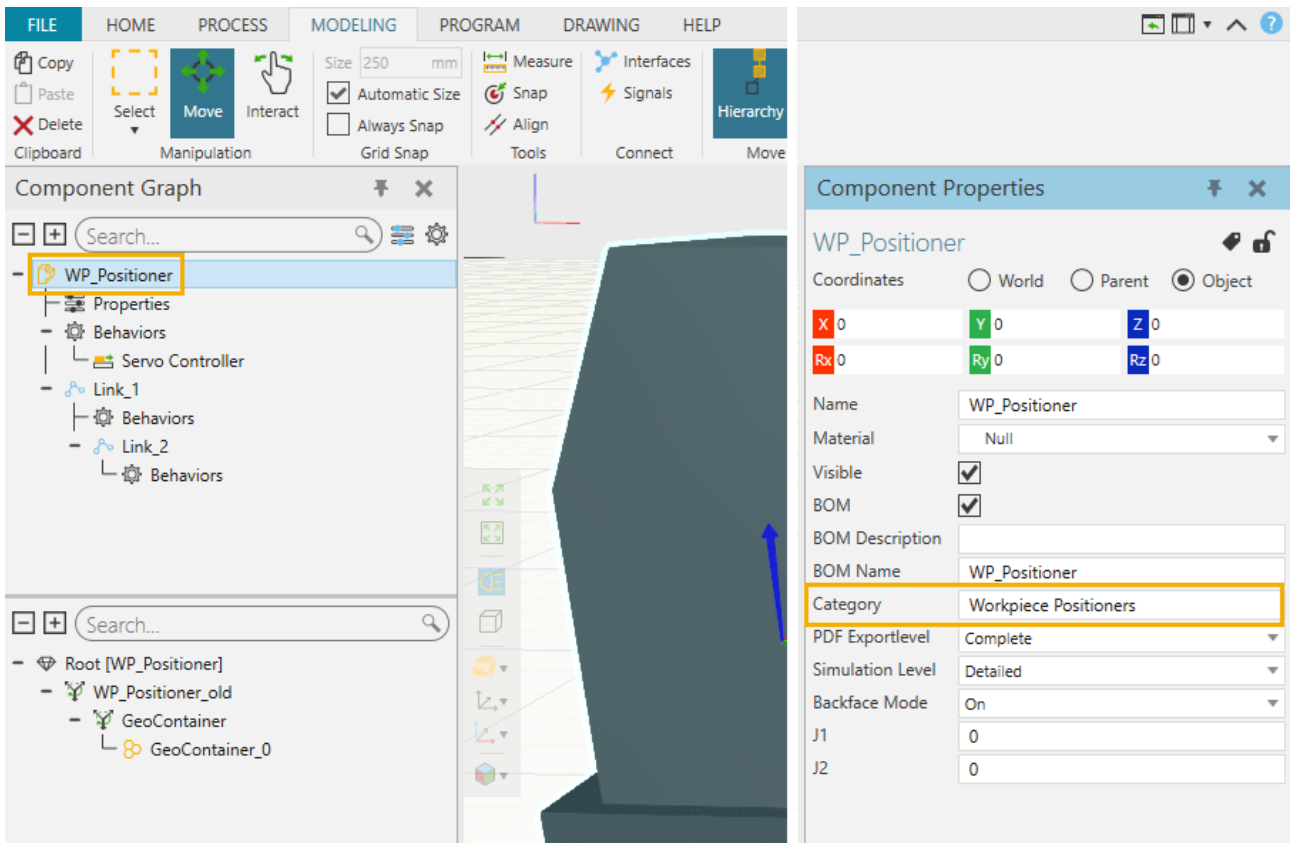 FILE HOME PROCESS MODELING PROGRAM DRAWING HELP
Copy
Paste
Delete
Clipboard
Select
Move
Interact
Manipulation
Size 250 mm
Automatic Size
Always Snap
Grid Snap
Measure
Snap
Align
Tools
Interfaces
Signals
Connect
Hierarchy
Move
Component Graph
Search...
WP_Positioner
Properties
Behaviors
Servo Controller
Link_1
Behaviors
Link_2
Behaviors
Search...
Root [WP_Positioner]
WP_Positioner_old
GeoContainer
GeoContainer_0
?
Component Properties
WP_Positioner
Coordinates World Parent Object
X 0 Y 0 Z 0
Rx 0 Ry 0 Rz 0
Name WP_Positioner
Material Null
Visible
BOM
BOM Description
BOM Name WP_Positioner
Category Workpiece Positioners
PDF Exportlevel Complete
Simulation Level Detailed
Backface Mode On
J1 0
J2 0